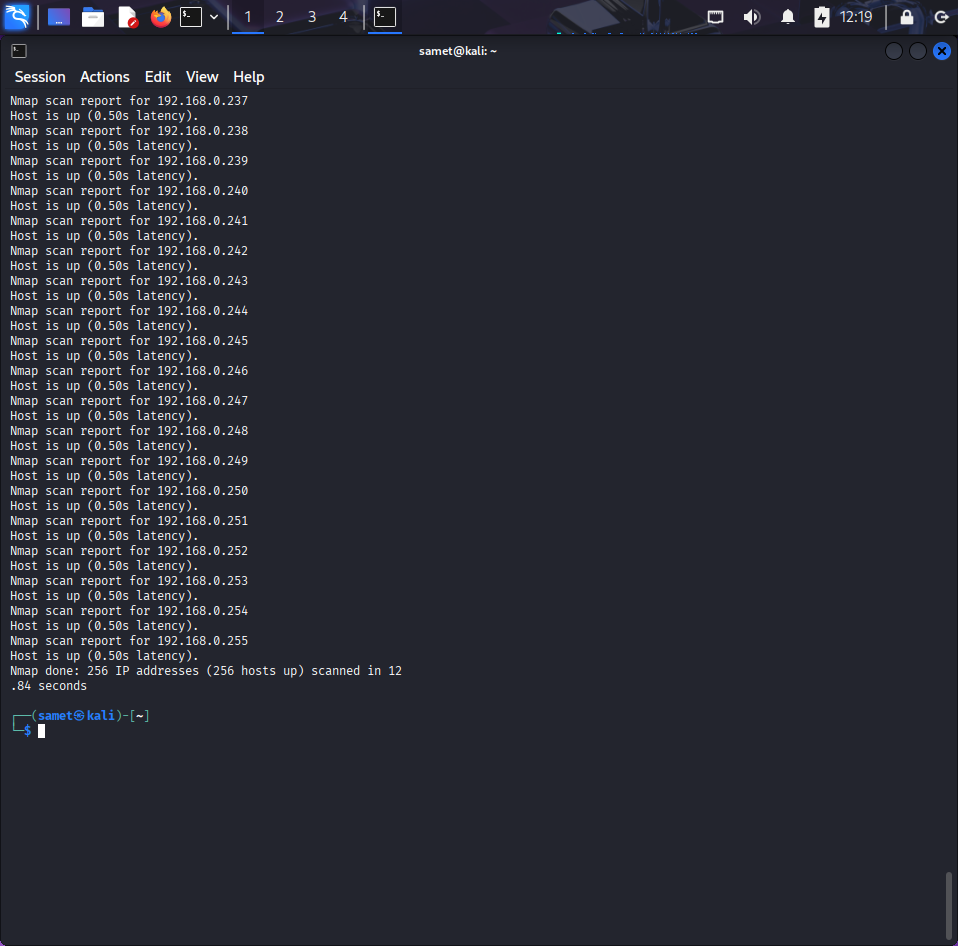 1 2 3 4 12:19
samet@kali: ~
Session Actions Edit View Help
Nmap scan report for 192.168.0.237
Host is up (0.50s latency).
Nmap scan report for 192.168.0.238
Host is up (0.50s latency).
Nmap scan report for 192.168.0.239
Host is up (0.50s latency).
Nmap scan report for 192.168.0.240
Host is up (0.50s latency).
Nmap scan report for 192.168.0.241
Host is up (0.50s latency).
Nmap scan report for 192.168.0.242
Host is up (0.50s latency).
Nmap scan report for 192.168.0.243
Host is up (0.50s latency).
Nmap scan report for 192.168.0.244
Host is up (0.50s latency).
Nmap scan report for 192.168.0.245
Host is up (0.50s latency).
Nmap scan report for 192.168.0.246
Host is up (0.50s latency).
Nmap scan report for 192.168.0.247
Host is up (0.50s latency).
Nmap scan report for 192.168.0.248
Host is up (0.50s latency).
Nmap scan report for 192.168.0.249
Host is up (0.50s latency).
Nmap scan report for 192.168.0.250
Host is up (0.50s latency).
Nmap scan report for 192.168.0.251
Host is up (0.50s latency).
Nmap scan report for 192.168.0.252
Host is up (0.50s latency).
Nmap scan report for 192.168.0.253
Host is up (0.50s latency).
Nmap scan report for 192.168.0.254
Host is up (0.50s latency).
Nmap scan report for 192.168.0.255
Host is up (0.50s latency).
Nmap done: 256 IP addresses (256 hosts up) scanned in 12
.84 seconds
┌──(samet㉿kali)-[~]
└─$